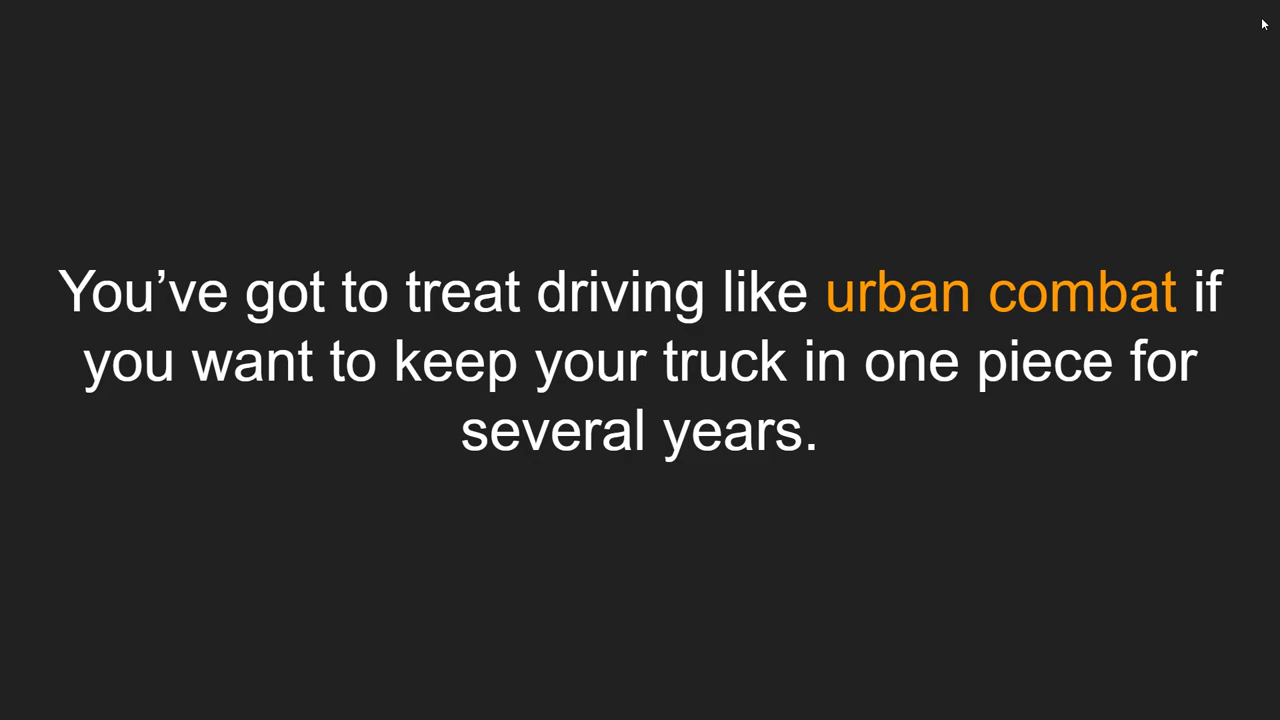 You’ve got to treat driving like urban combat if
you want to keep your truck in one piece for
several years.